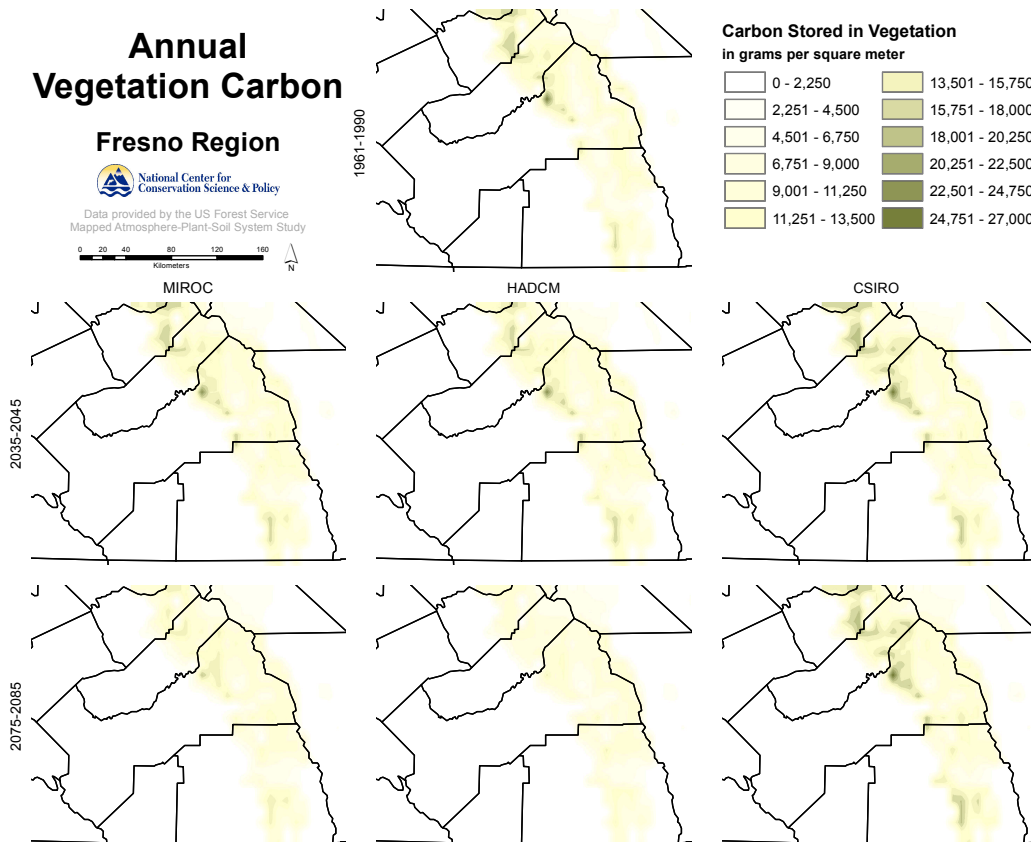 Annual
Vegetation Carbon
Fresno Region
National Center for
Conservation Science & Policy
Data provided by the US Forest Service
Mapped Atmosphere-Plant-Soil System Study
0 20 40 80 120 160
Kilometers
N
1961-1990
Carbon Stored in Vegetation
in grams per square meter
0 - 2,250
2,251 - 4,500
4,501 - 6,750
6,751 - 9,000
9,001 - 11,250
11,251 - 13,500
13,501 - 15,750
15,751 - 18,000
18,001 - 20,250
20,251 - 22,500
22,501 - 24,750
24,751 - 27,000
MIROC
HADCM
CSIRO
2035-2045
2075-2085